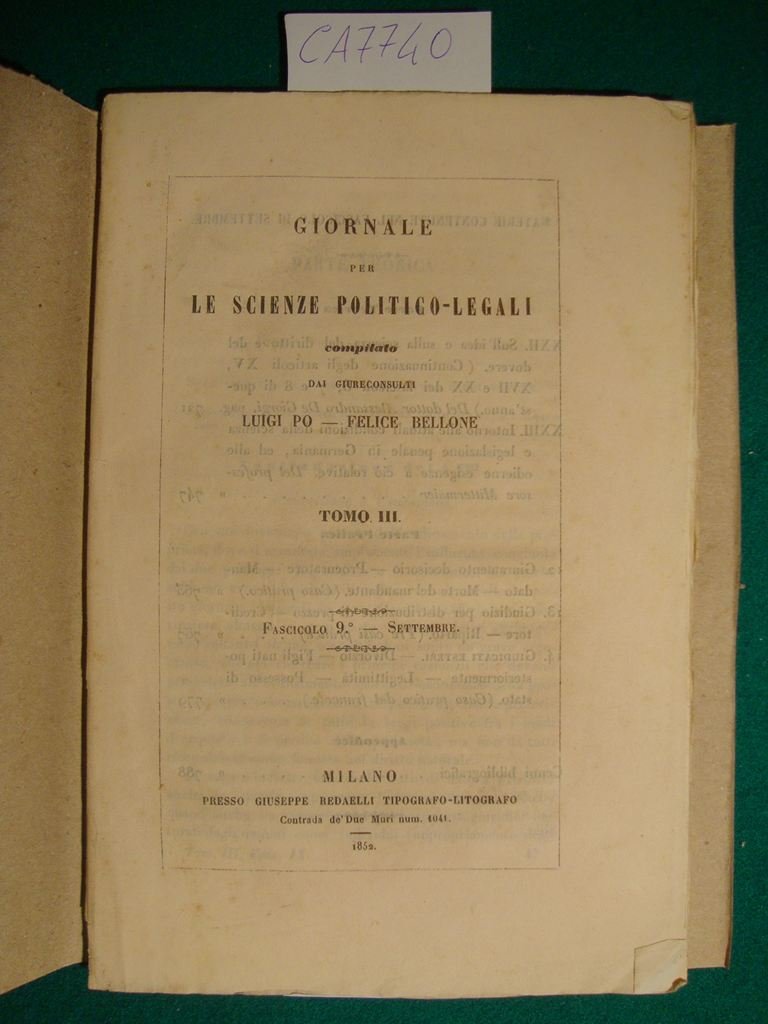 CA7740
GIORNALE
PER
LE SCIENZE POLITICO-LEGALI
compilato
DAI GIURECONSULTI
LUIGI PO — FELICE BELLONE
TOMO III.
FASCICOLO 9.° — SETTEMBRE.
MILANO
PRESSO GIUSEPPE REDAELLI TIPOGRAFO-LITOGRAFO
Contrada de' Due Muri num. 1041.
1852.